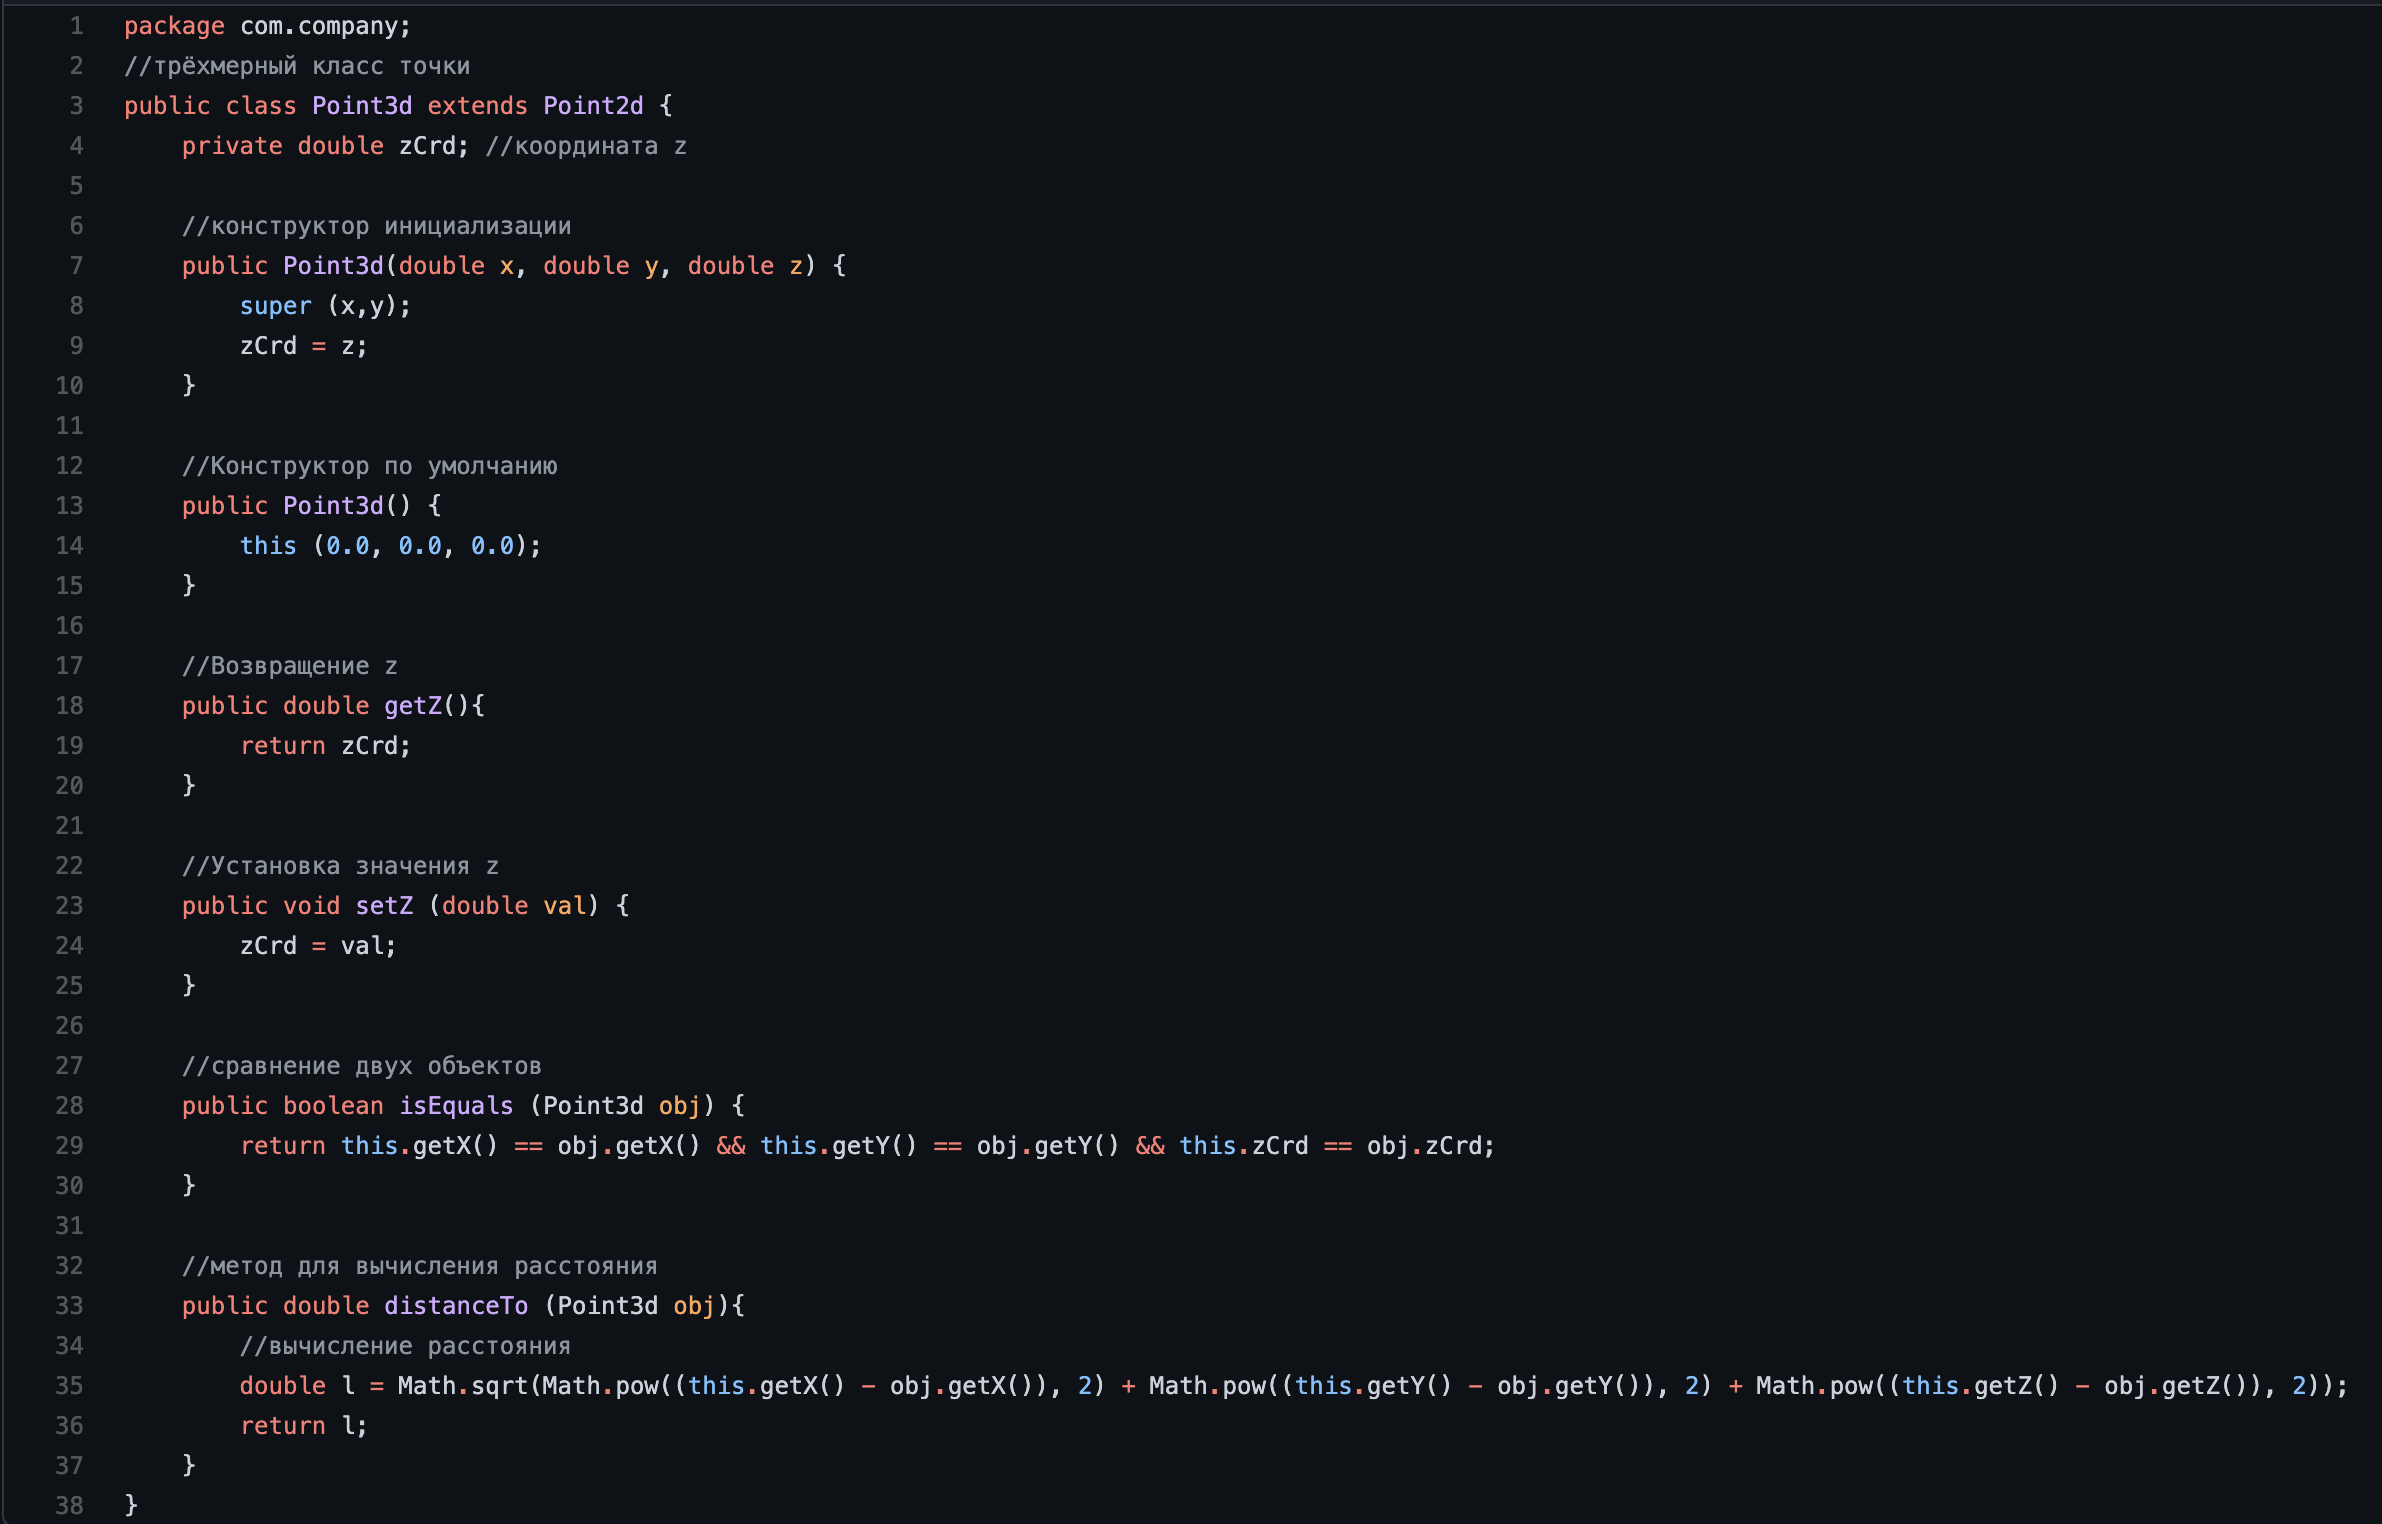 1 package com.company;
2 //трёхмерный класс точки
3 public class Point3d extends Point2d {
4     private double zCrd; //координата z
5
6     //конструктор инициализации
7     public Point3d(double x, double y, double z) {
8         super (x,y);
9         zCrd = z;
10     }
11
12     //Конструктор по умолчанию
13     public Point3d() {
14         this (0.0, 0.0, 0.0);
15     }
16
17     //Возвращение z
18     public double getZ(){
19         return zCrd;
20     }
21
22     //Установка значения z
23     public void setZ (double val) {
24         zCrd = val;
25     }
26
27     //сравнение двух объектов
28     public boolean isEquals (Point3d obj) {
29         return this.getX() == obj.getX() && this.getY() == obj.getY() && this.zCrd == obj.zCrd;
30     }
31
32     //метод для вычисления расстояния
33     public double distanceTo (Point3d obj){
34         //вычисление расстояния
35         double l = Math.sqrt(Math.pow((this.getX() - obj.getX()), 2) + Math.pow((this.getY() - obj.getY()), 2) + Math.pow((this.getZ() - obj.getZ()), 2));
36         return l;
37     }
38 }